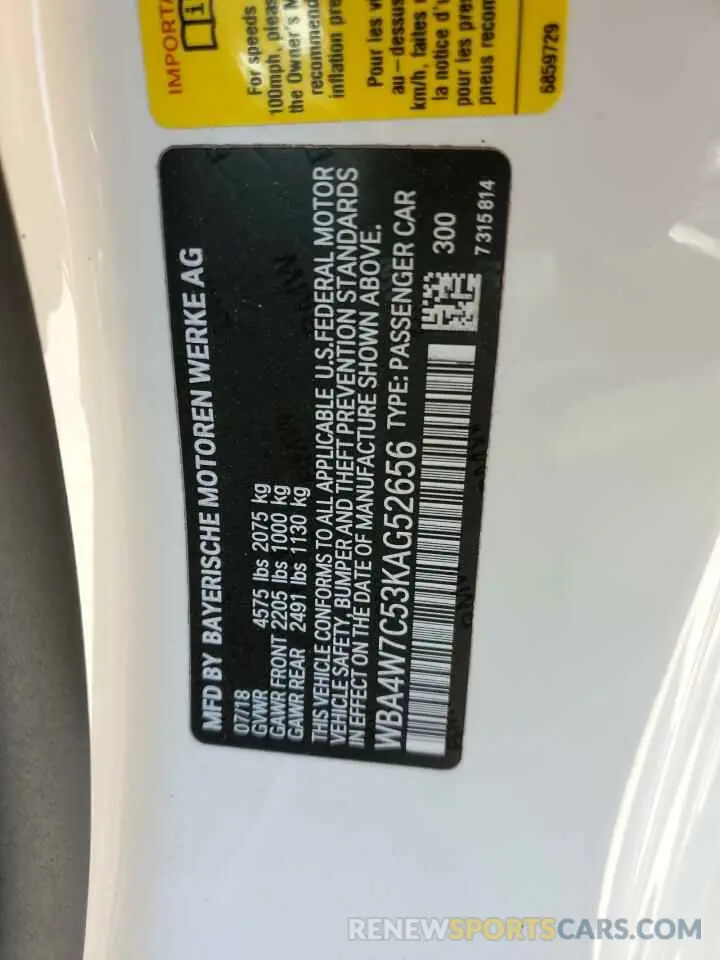 IMPORTA
i
For speeds
100mph, pleas
the Owner's M
recommend
inflation pre
Pour les vi
au-dessus
km/h, faites
la notice d'u
pour les pre
pneus recom
6859729
MFD BY BAYERISCHE MOTOREN WERKE AG
07/18
GVWR 4575 lbs 2075 kg
GAWR FRONT 2205 lbs 1000 kg
GAWR REAR 2491 lbs 1130 kg
THIS VEHICLE CONFORMS TO ALL APPLICABLE U.S.FEDERAL MOTOR
VEHICLE SAFETY, BUMPER AND THEFT PREVENTION STANDARDS
IN EFFECT ON THE DATE OF MANUFACTURE SHOWN ABOVE.
WBA4W7C53KAG52656 TYPE: PASSENGER CAR
300
7 315 814
RENEWSPORTSCARS.COM